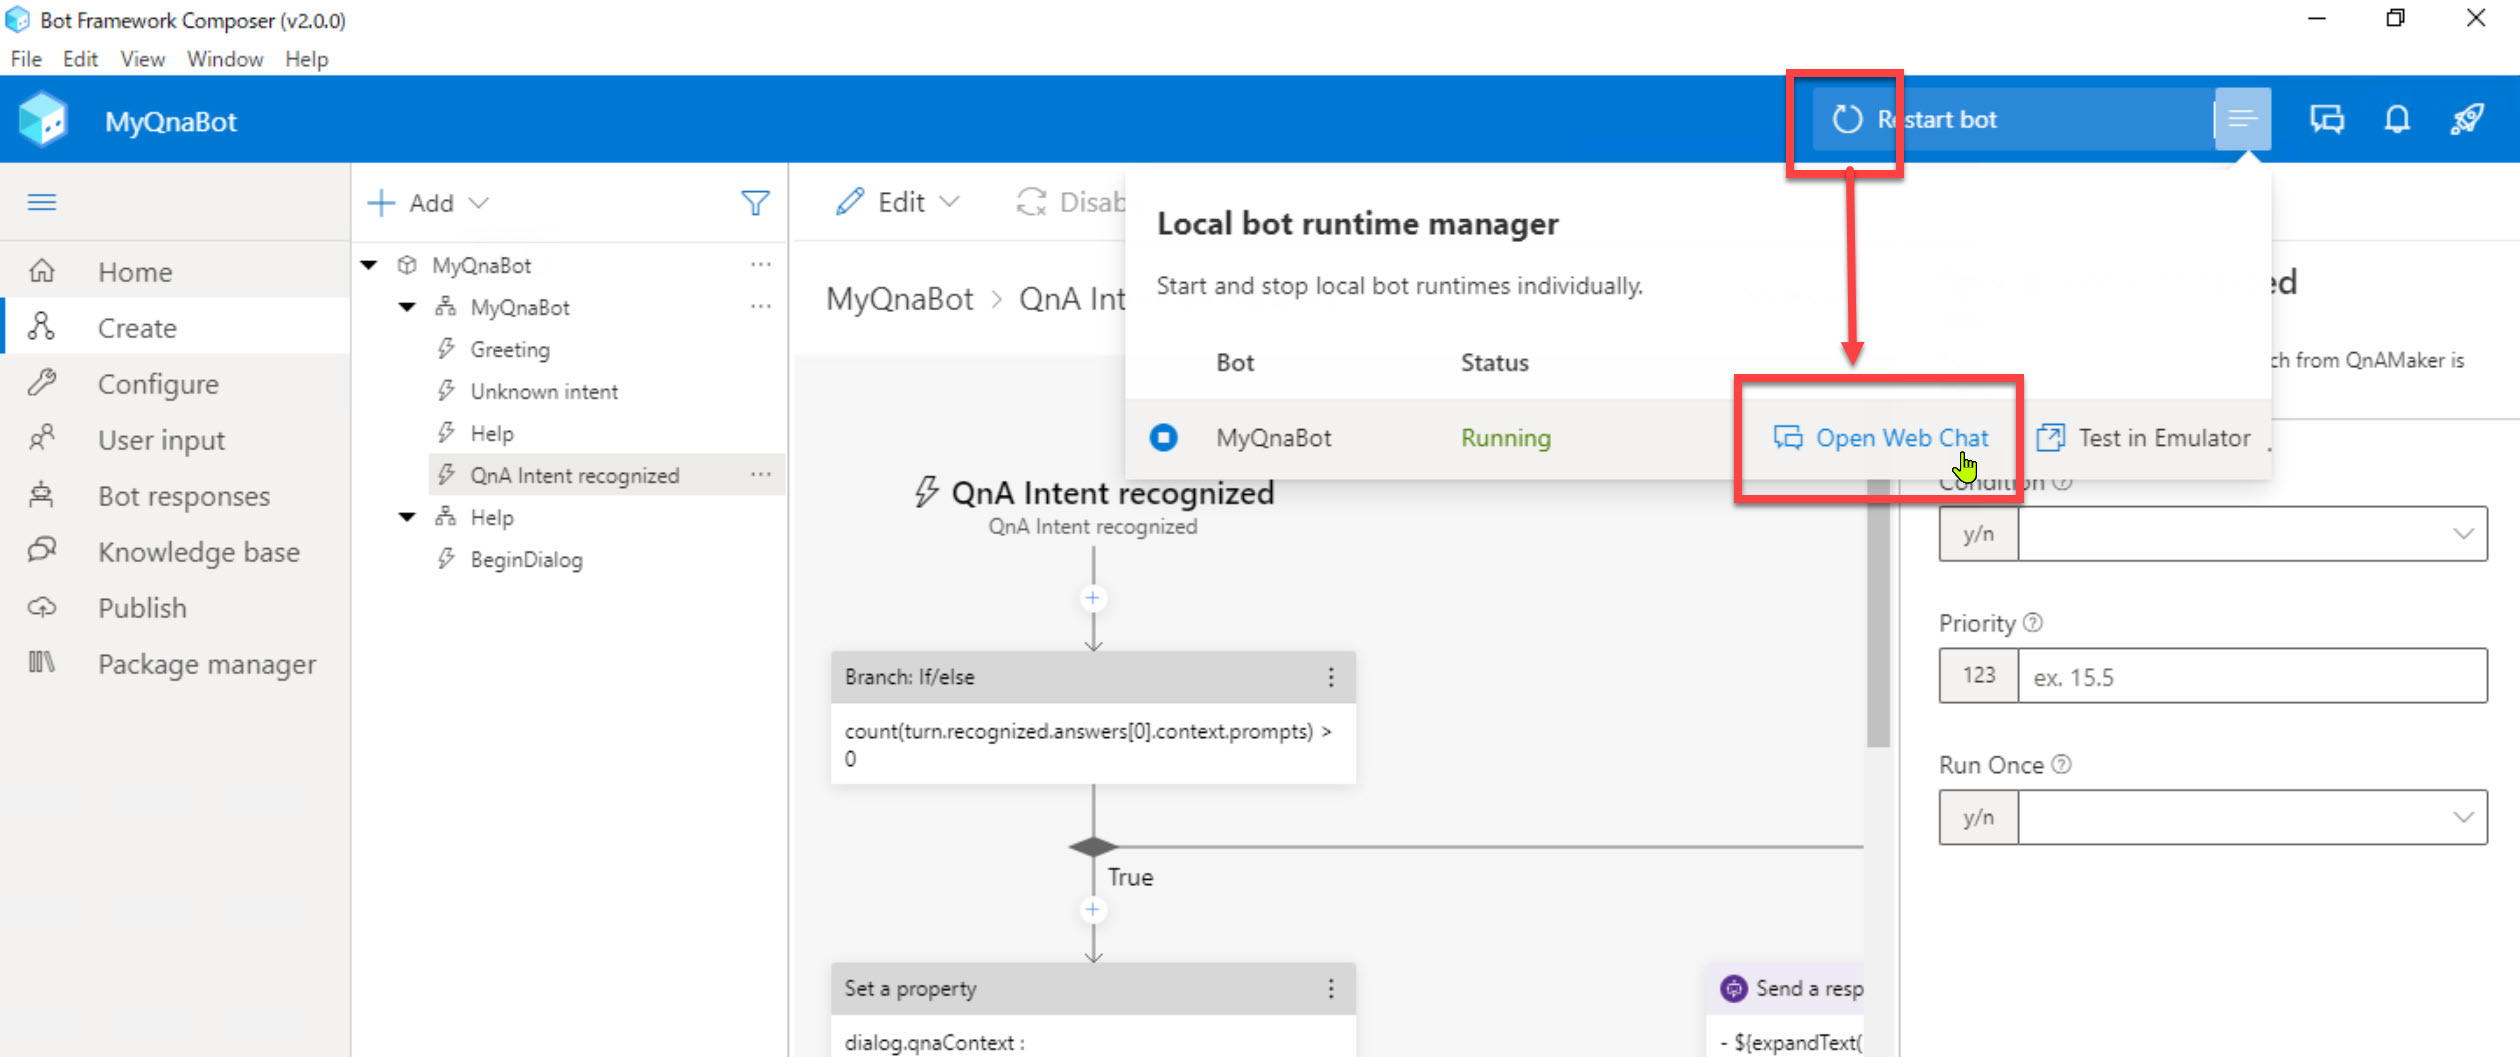 Bot Framework Composer (v2.0.0)
File Edit View Window Help
MyQnaBot
Restart bot
Add
Edit
Disab
Home
Create
Configure
User input
Bot responses
Knowledge base
Publish
Package manager
MyQnaBot
MyQnaBot
Greeting
Unknown intent
Help
QnA Intent recognized
Help
BeginDialog
MyQnaBot > QnA Int
Local bot runtime manager
Start and stop local bot runtimes individually.
Bot Status
MyQnaBot Running Open Web Chat Test in Emulator
QnA Intent recognized
QnA Intent recognized
Branch: If/else
count(turn.recognized.answers[0].context.prompts) >
0
True
Set a property
dialog.qnaContext :
Send a resp
- ${expandText(
ed
ch from QnAMaker is
Condition
y/n
Priority
123 ex. 15.5
Run Once
y/n